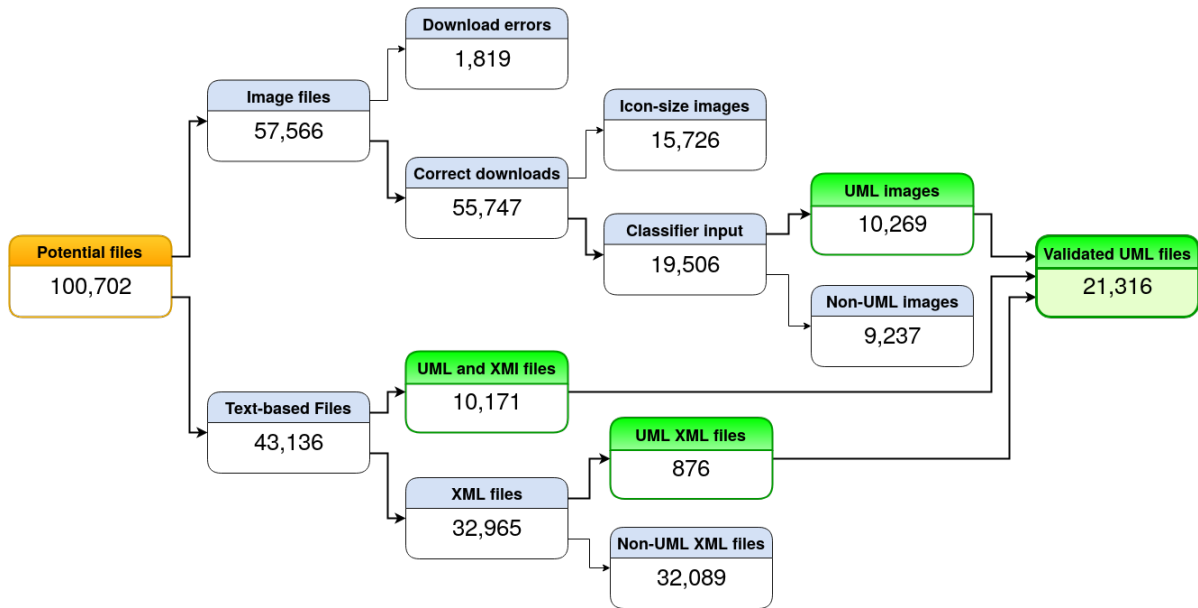 Download errors
1,819
Image files
57,566
Icon-size images
15,726
Correct downloads
55,747
UML images
10,269
Classifier input
19,506
Potential files
100,702
Validated UML files
21,316
Non-UML images
9,237
UML and XMI files
10,171
Text-based Files
43,136
UML XML files
876
XML files
32,965
Non-UML XML files
32,089